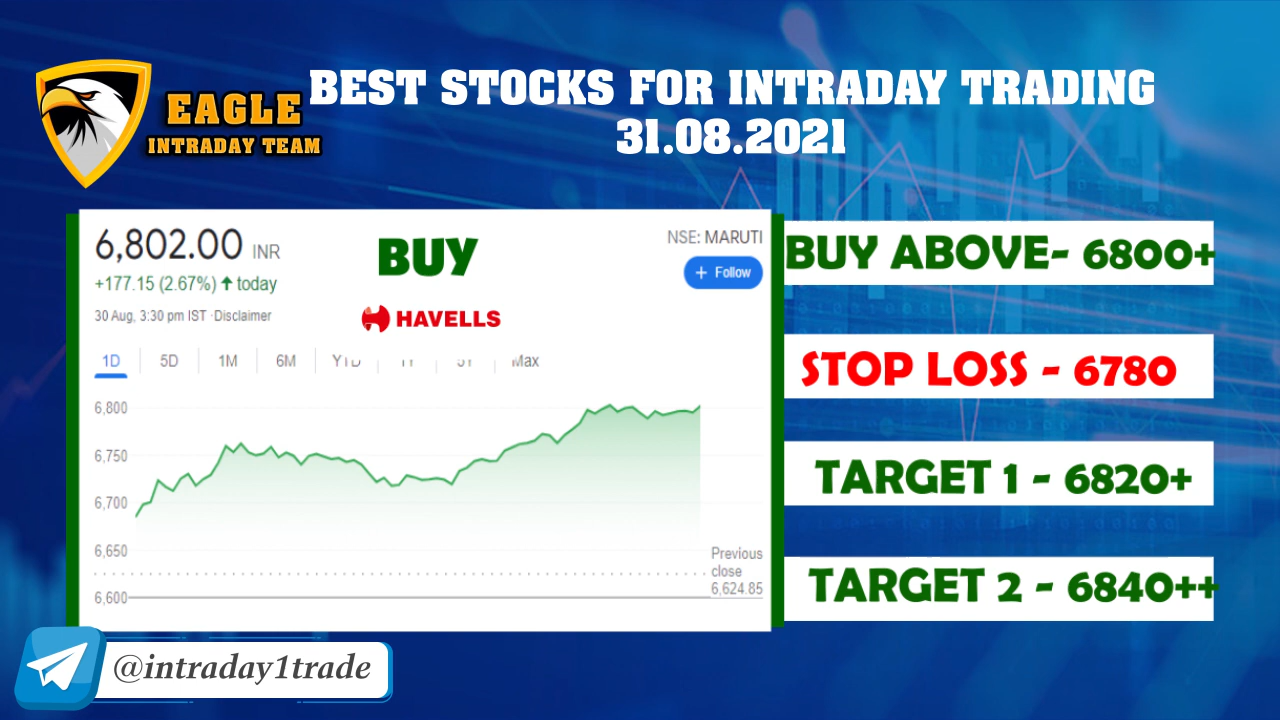 BEST STOCKS FOR INTRADAY TRADING
31.08.2021
EAGLE
INTRADAY TEAM
6,802.00 INR
+177.15 (2.67%) ↑ today
30 Aug, 3:30 pm IST ·Disclaimer
BUY
HAVELLS
NSE: MARUTI
+ Follow
1D 5D 1M 6M YTD 1Y 5Y Max
6,800
6,750
6,700
6,650
6,600
Previous
close
6,624.85
BUY ABOVE- 6800+
STOP LOSS - 6780
TARGET 1 - 6820+
TARGET 2 - 6840++
@intraday1trade